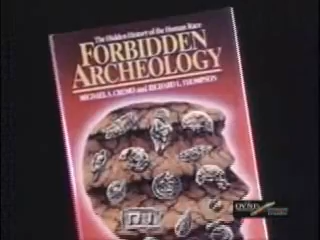 The Hidden History of the Human Race
FORBIDDEN
ARCHEOLOGY
MICHAEL A. CREMO and RICHARD L. THOMPSON